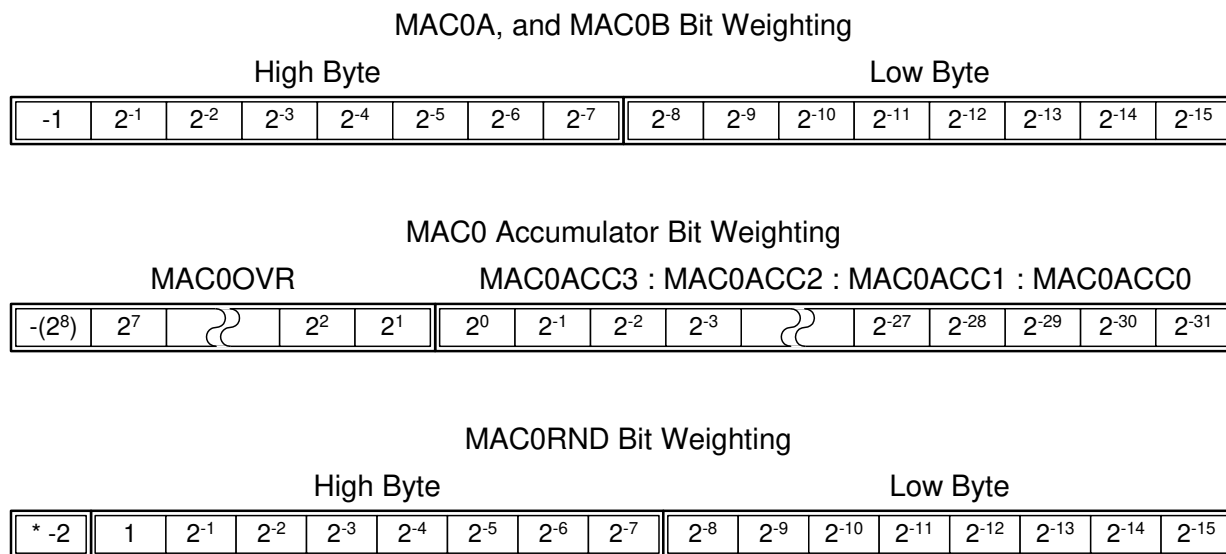 MAC0A, and MAC0B Bit Weighting
High Byte Low Byte
-1 2⁻¹ 2⁻² 2⁻³ 2⁻⁴ 2⁻⁵ 2⁻⁶ 2⁻⁷ 2⁻⁸ 2⁻⁹ 2⁻¹⁰ 2⁻¹¹ 2⁻¹² 2⁻¹³ 2⁻¹⁴ 2⁻¹⁵
MAC0 Accumulator Bit Weighting
MAC0OVR MAC0ACC3 : MAC0ACC2 : MAC0ACC1 : MAC0ACC0
-(2⁸) 2⁷ 2² 2¹ 2⁰ 2⁻¹ 2⁻² 2⁻³ 2⁻²⁷ 2⁻²⁸ 2⁻²⁹ 2⁻³⁰ 2⁻³¹
MAC0RND Bit Weighting
High Byte Low Byte
* -2 1 2⁻¹ 2⁻² 2⁻³ 2⁻⁴ 2⁻⁵ 2⁻⁶ 2⁻⁷ 2⁻⁸ 2⁻⁹ 2⁻¹⁰ 2⁻¹¹ 2⁻¹² 2⁻¹³ 2⁻¹⁴ 2⁻¹⁵